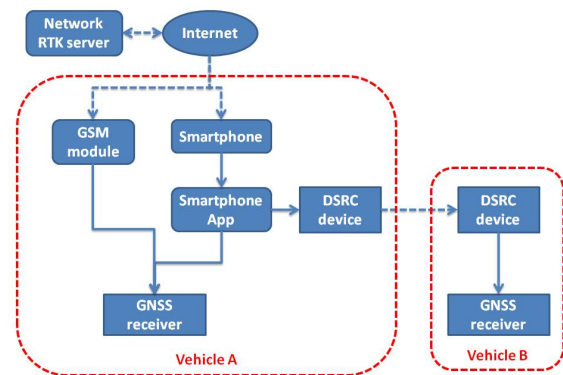 Network
RTK server
Internet
GSM
module
Smartphone
Smartphone
App
DSRC
device
DSRC
device
GNSS
receiver
GNSS
receiver
Vehicle A
Vehicle B